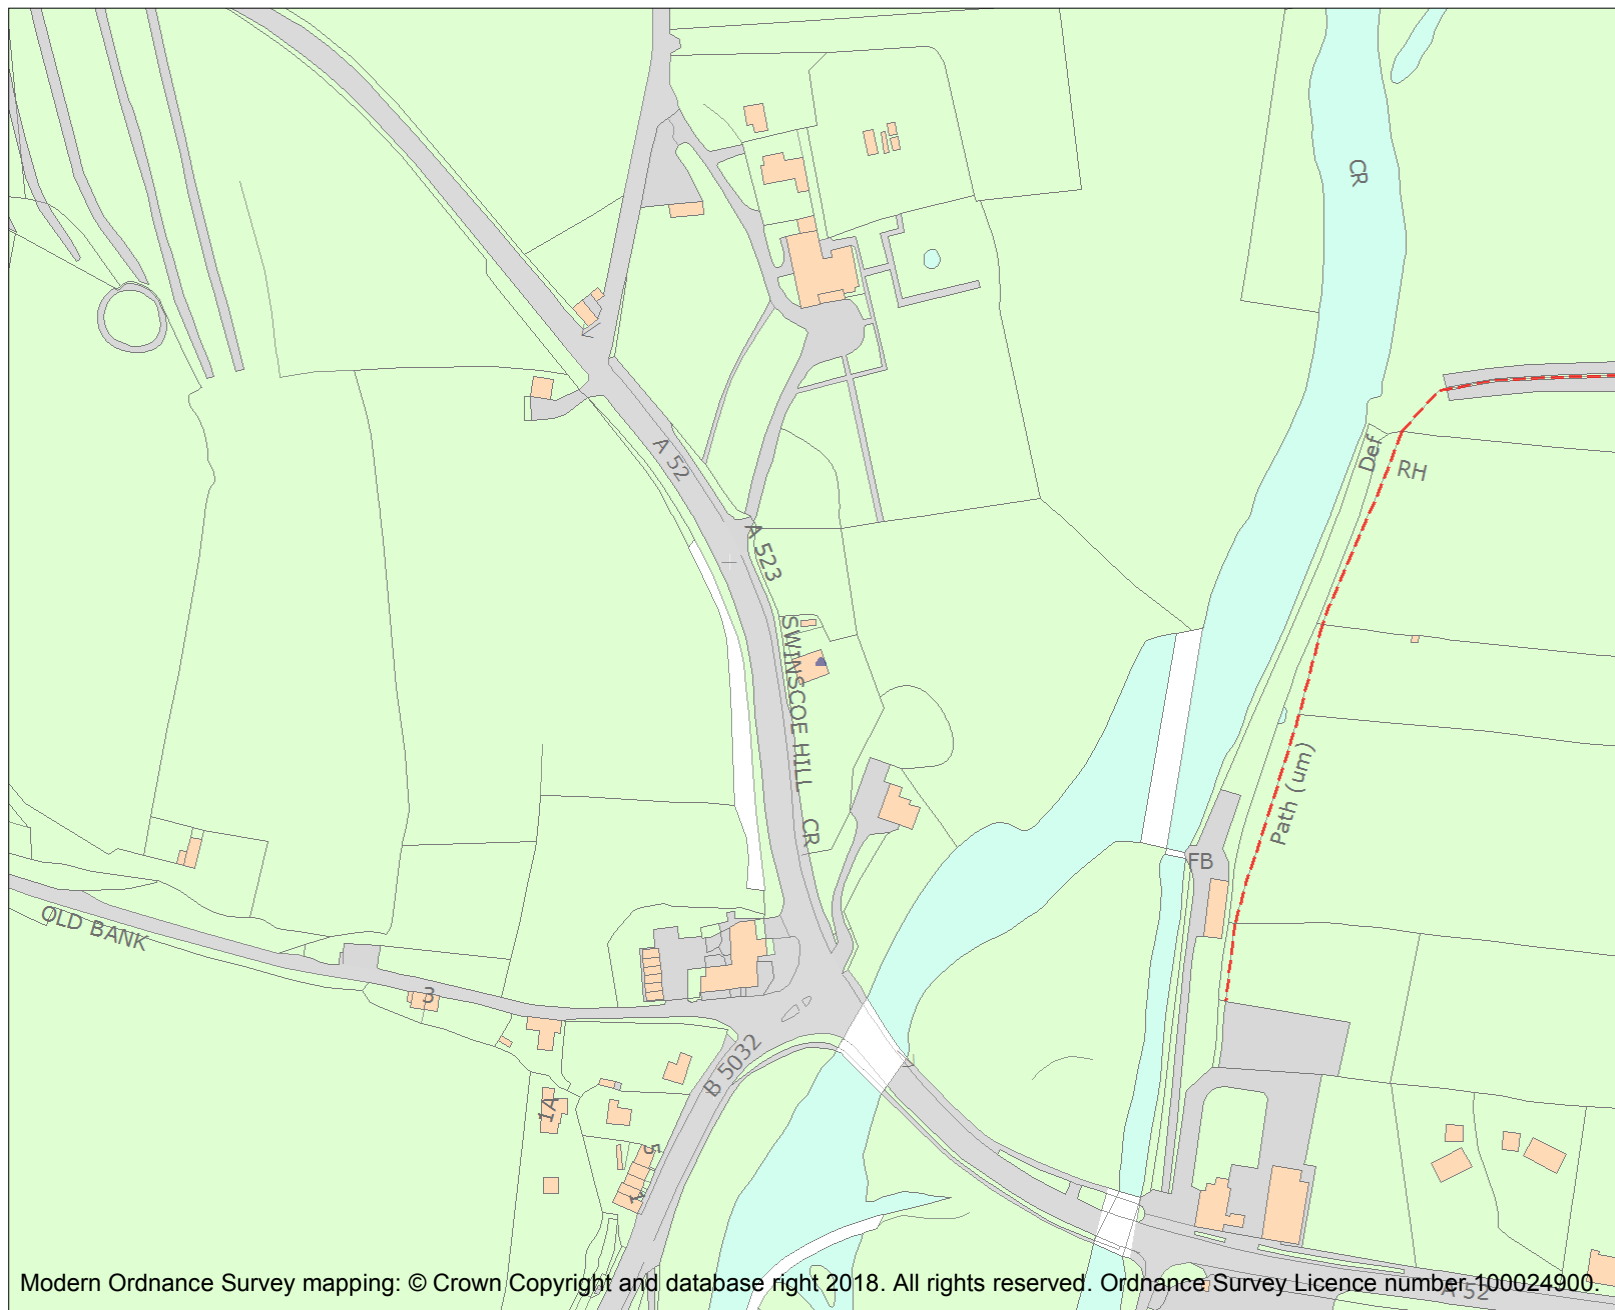 CR
A 52
Def
RH
A 523
SWINSCOE HILL
Path (um)
CR
FB
OLD BANK
3
B 5032
1A
5
1
A 52
Modern Ordnance Survey mapping: © Crown Copyright and database right 2018. All rights reserved. Ordnance Survey Licence number 100024900.